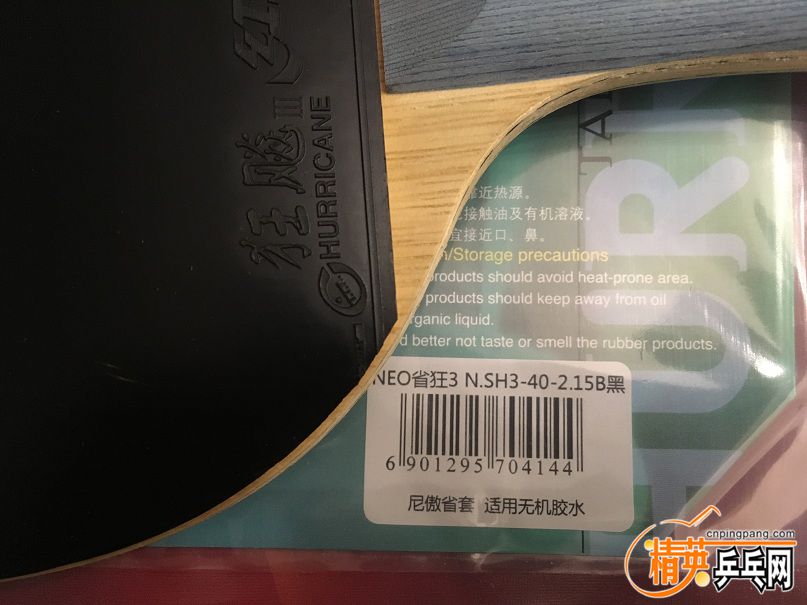 狂飚 III
HURRICANE
靠近热源。
接触油及有机溶液。
宜接近口、鼻。
/Storage precautions
products should avoid heat-prone area.
products should keep away from oil
rganic liquid.
better not taste or smell the rubber products.
NEO省狂3 N.SH3-40-2.15B黑
6 901295 704144
尼傲省套 适用无机胶水
cnpingpang.com
精英乒乓网